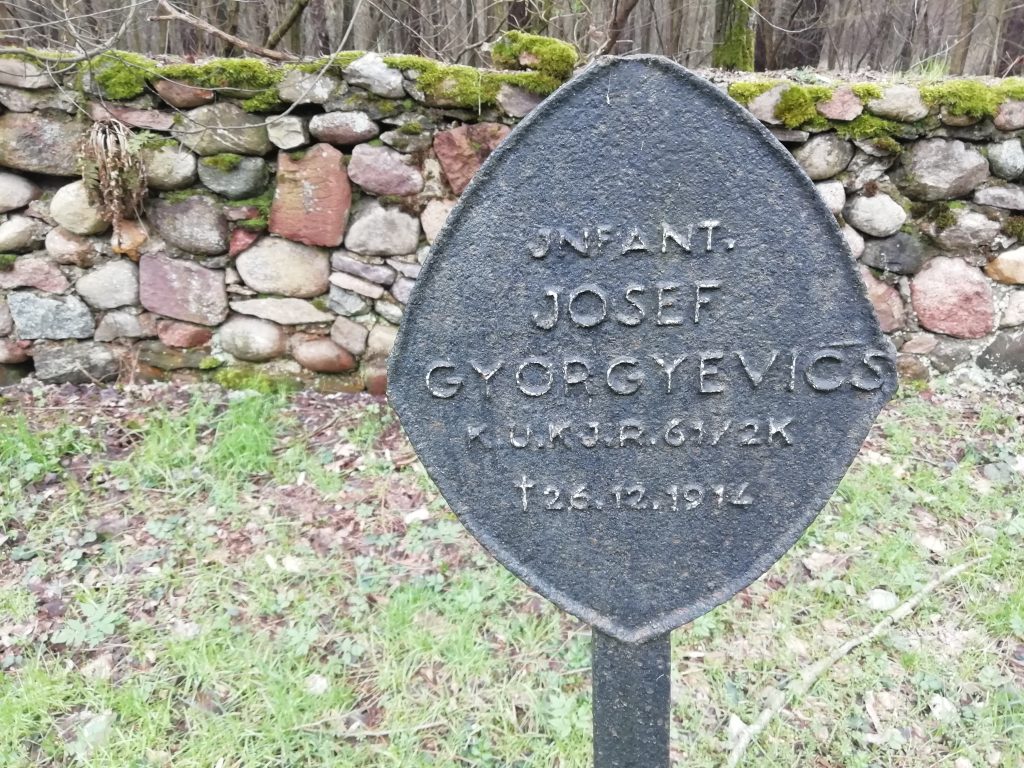 JNFANT.
JOSEF
GYORGYEVICS
K.U.K.J.R.61/2K
†26.12.1914